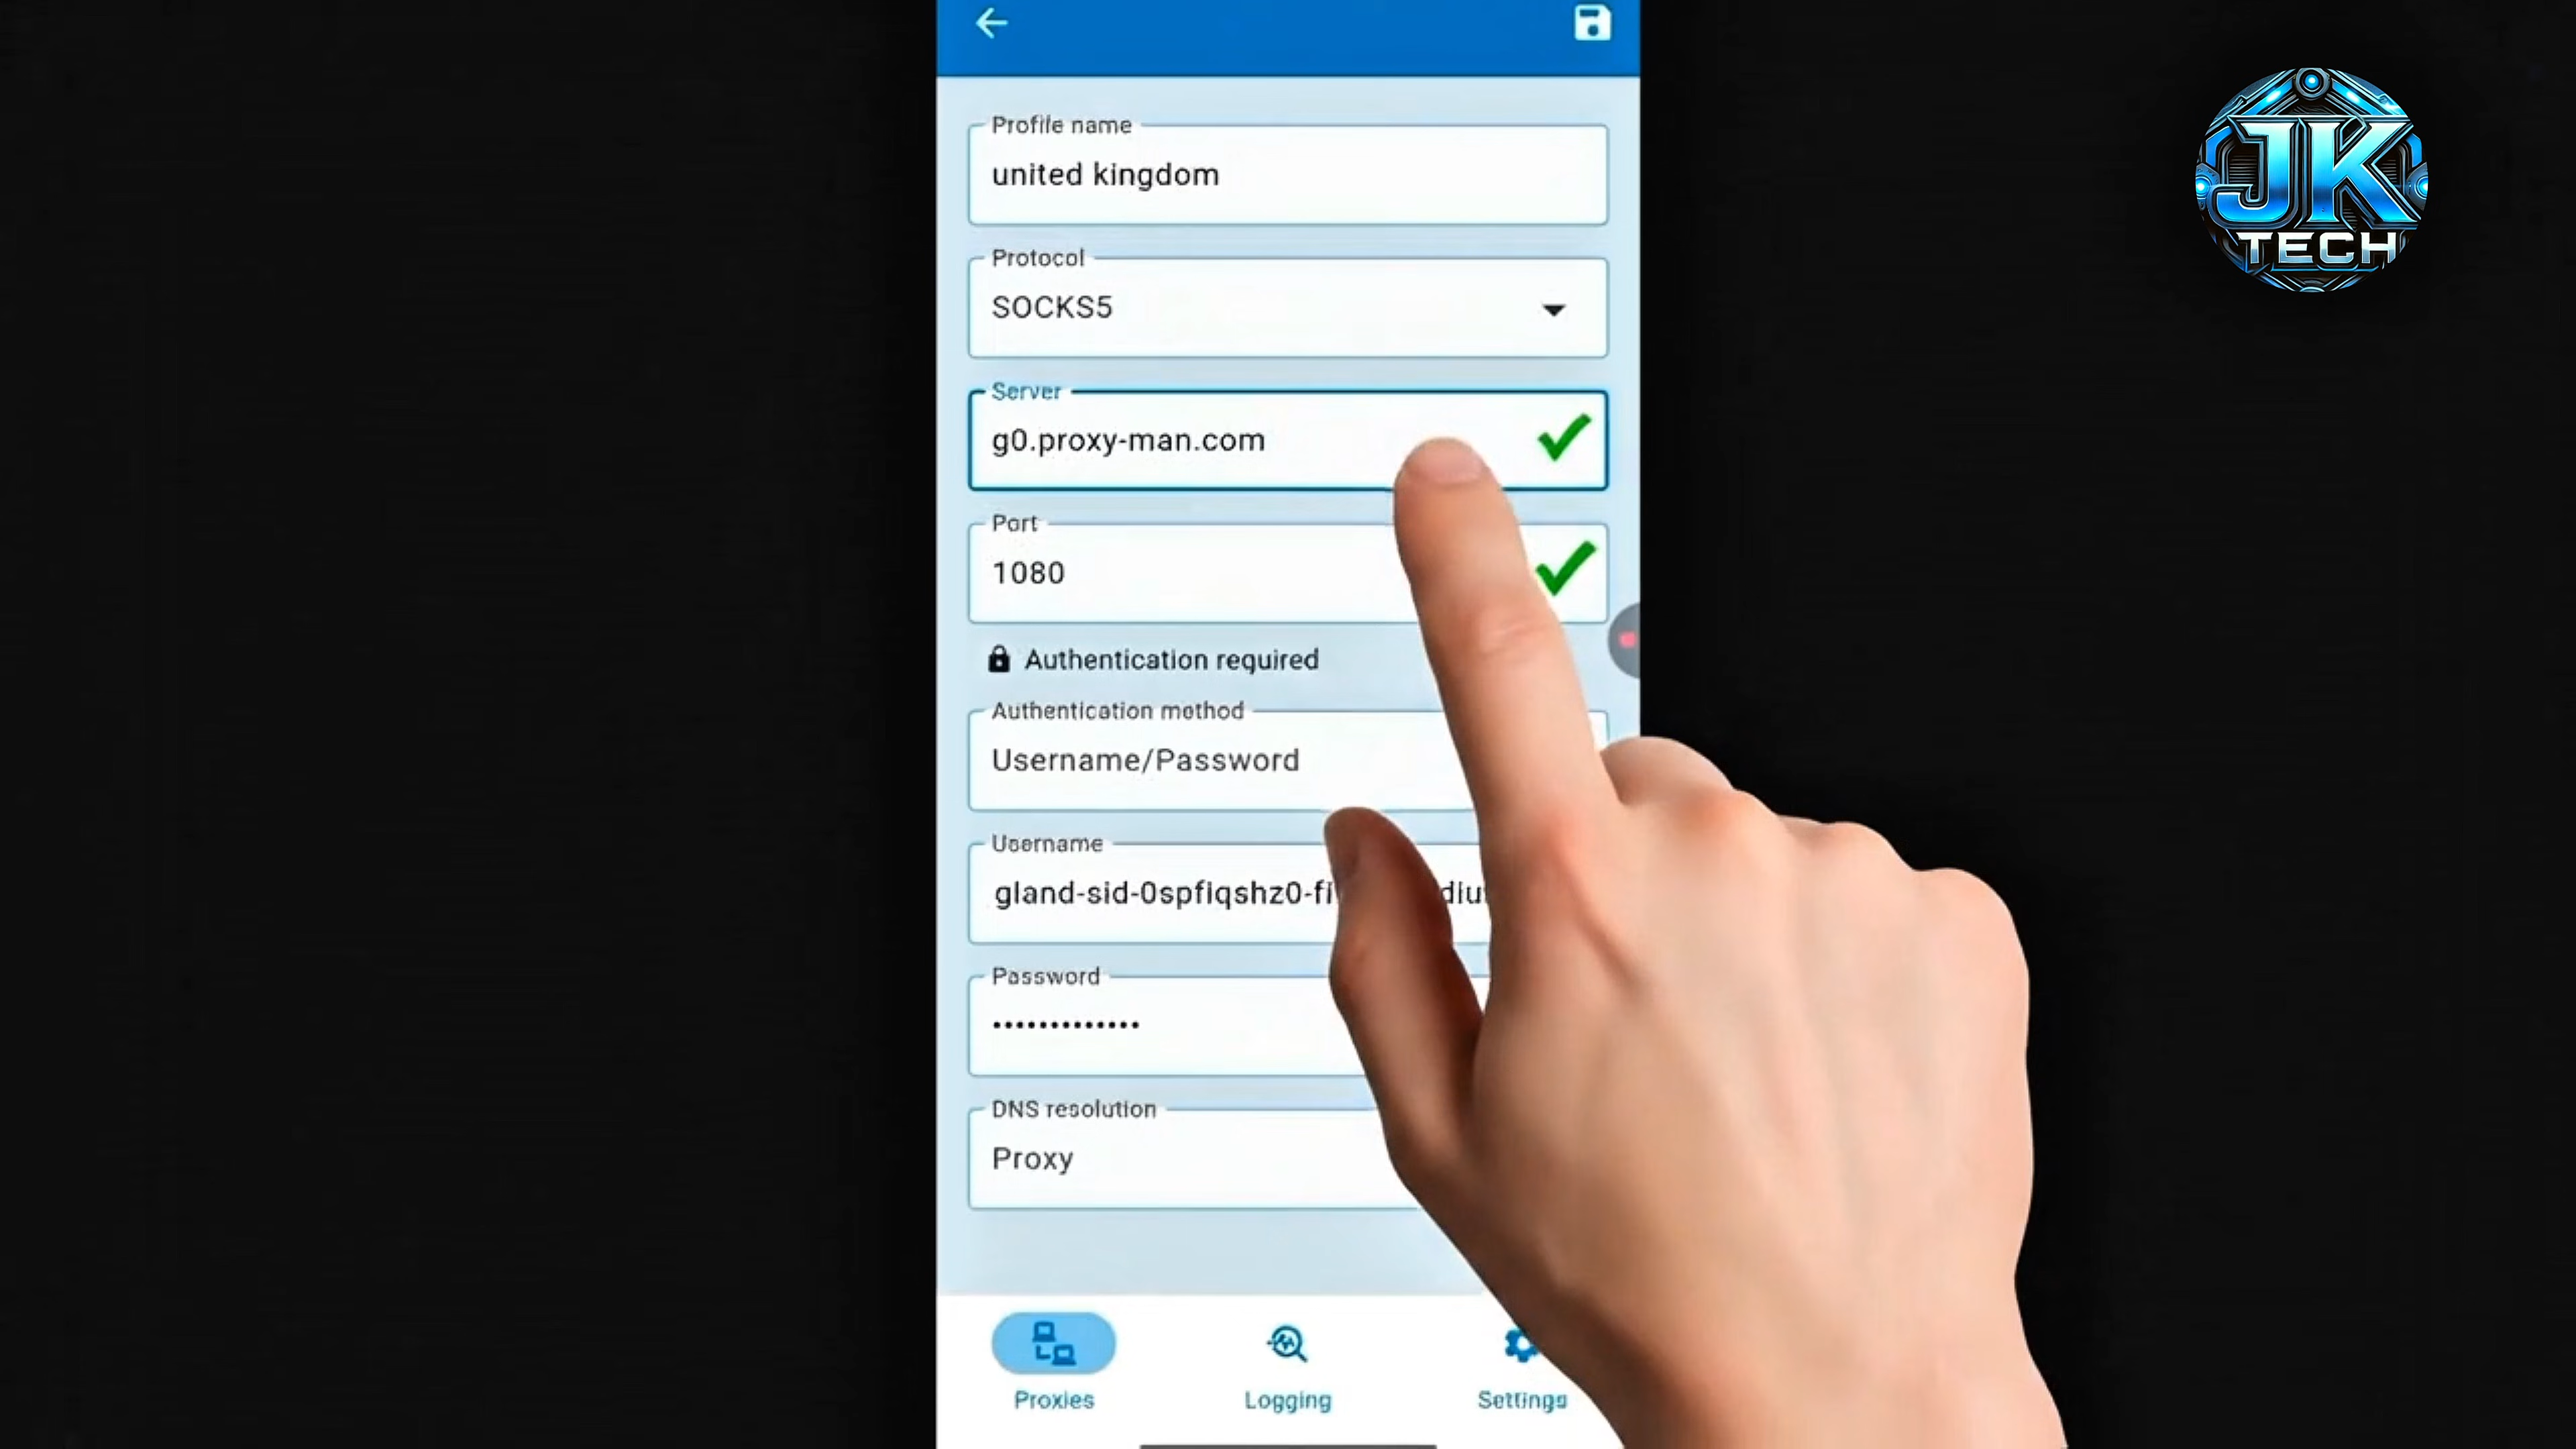 JK
TECH
Profile name
united kingdom
Protocol
SOCKS5
Server
g0.proxy-man.com
Port
1080
Authentication required
Authentication method
Username/Password
Username
gland-sid-0spfiqshz0-fi
Password
•••••••••••••
DNS resolution
Proxy
Proxies
Logging
Settings